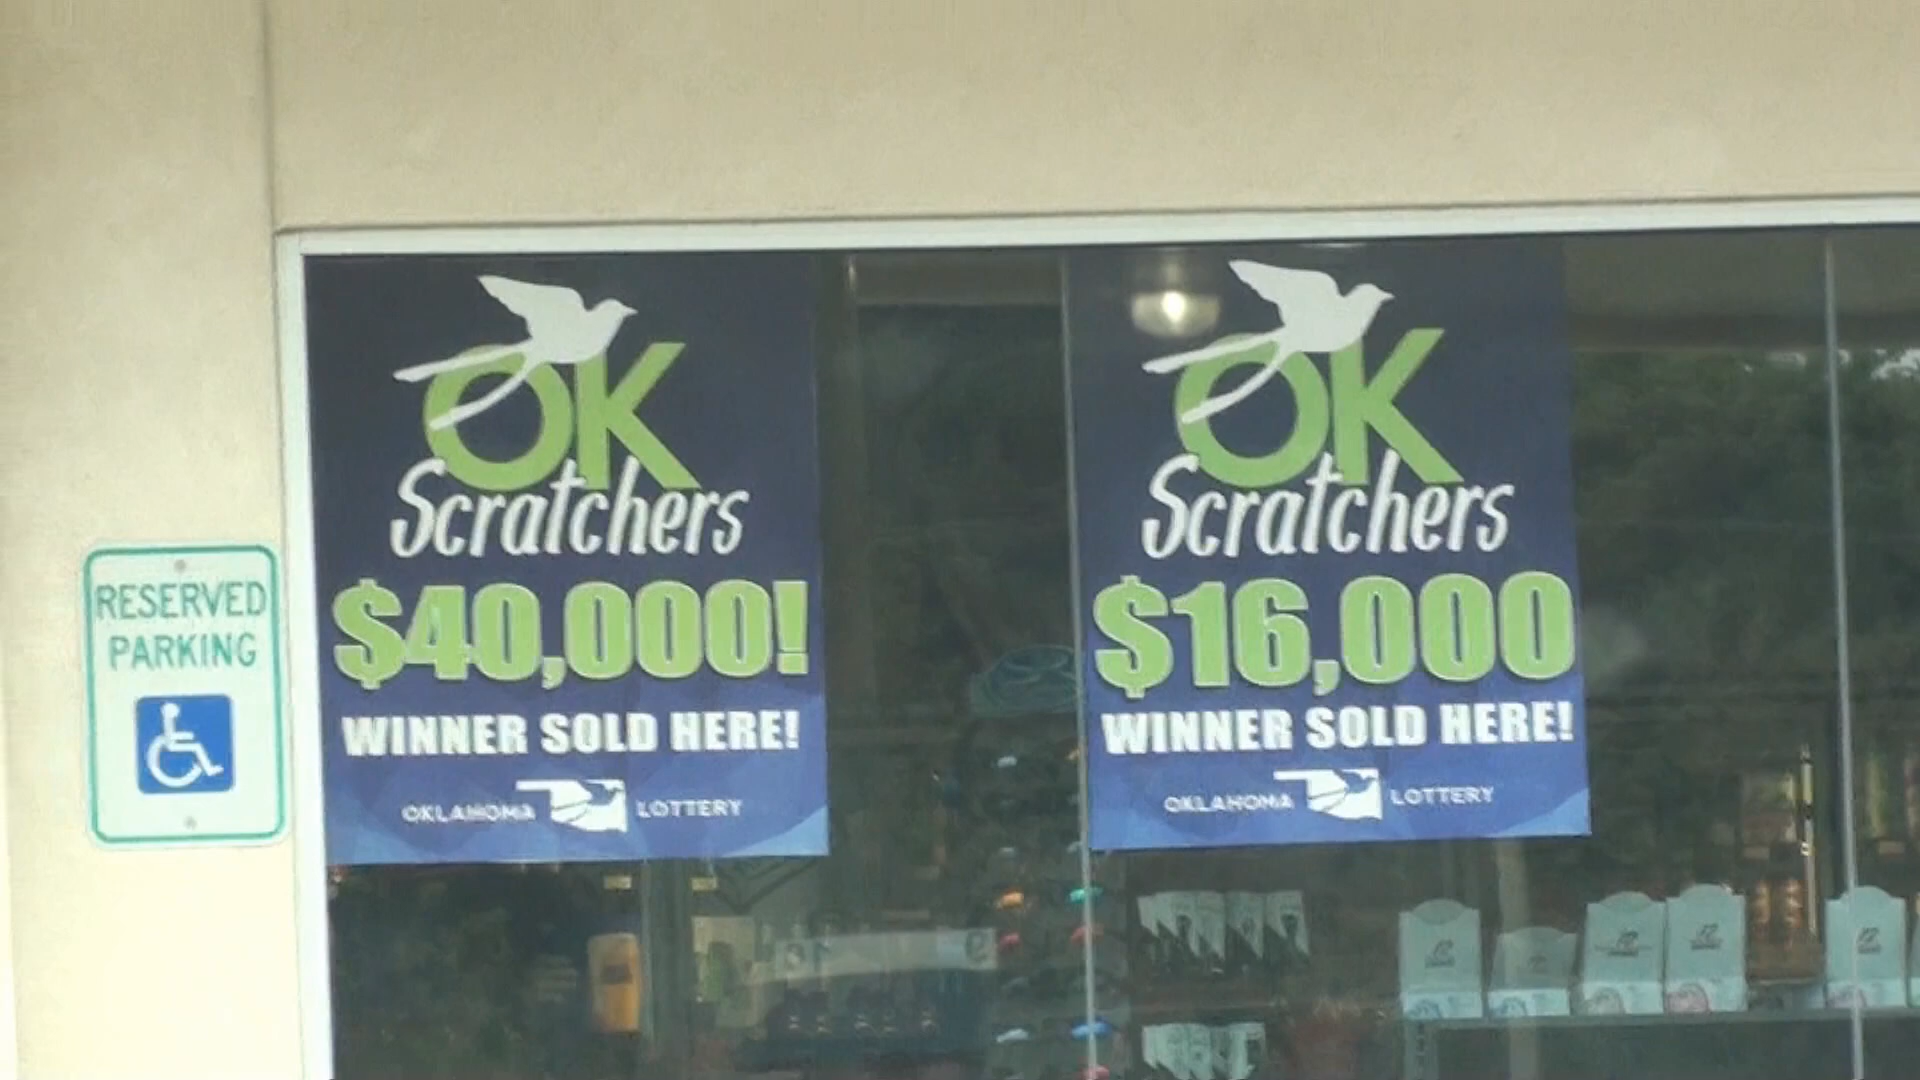 RESERVED
PARKING
OK
Scratchers
$40,000!
WINNER SOLD HERE!
OKLAHOMA LOTTERY
OK
Scratchers
$16,000
WINNER SOLD HERE!
OKLAHOMA LOTTERY